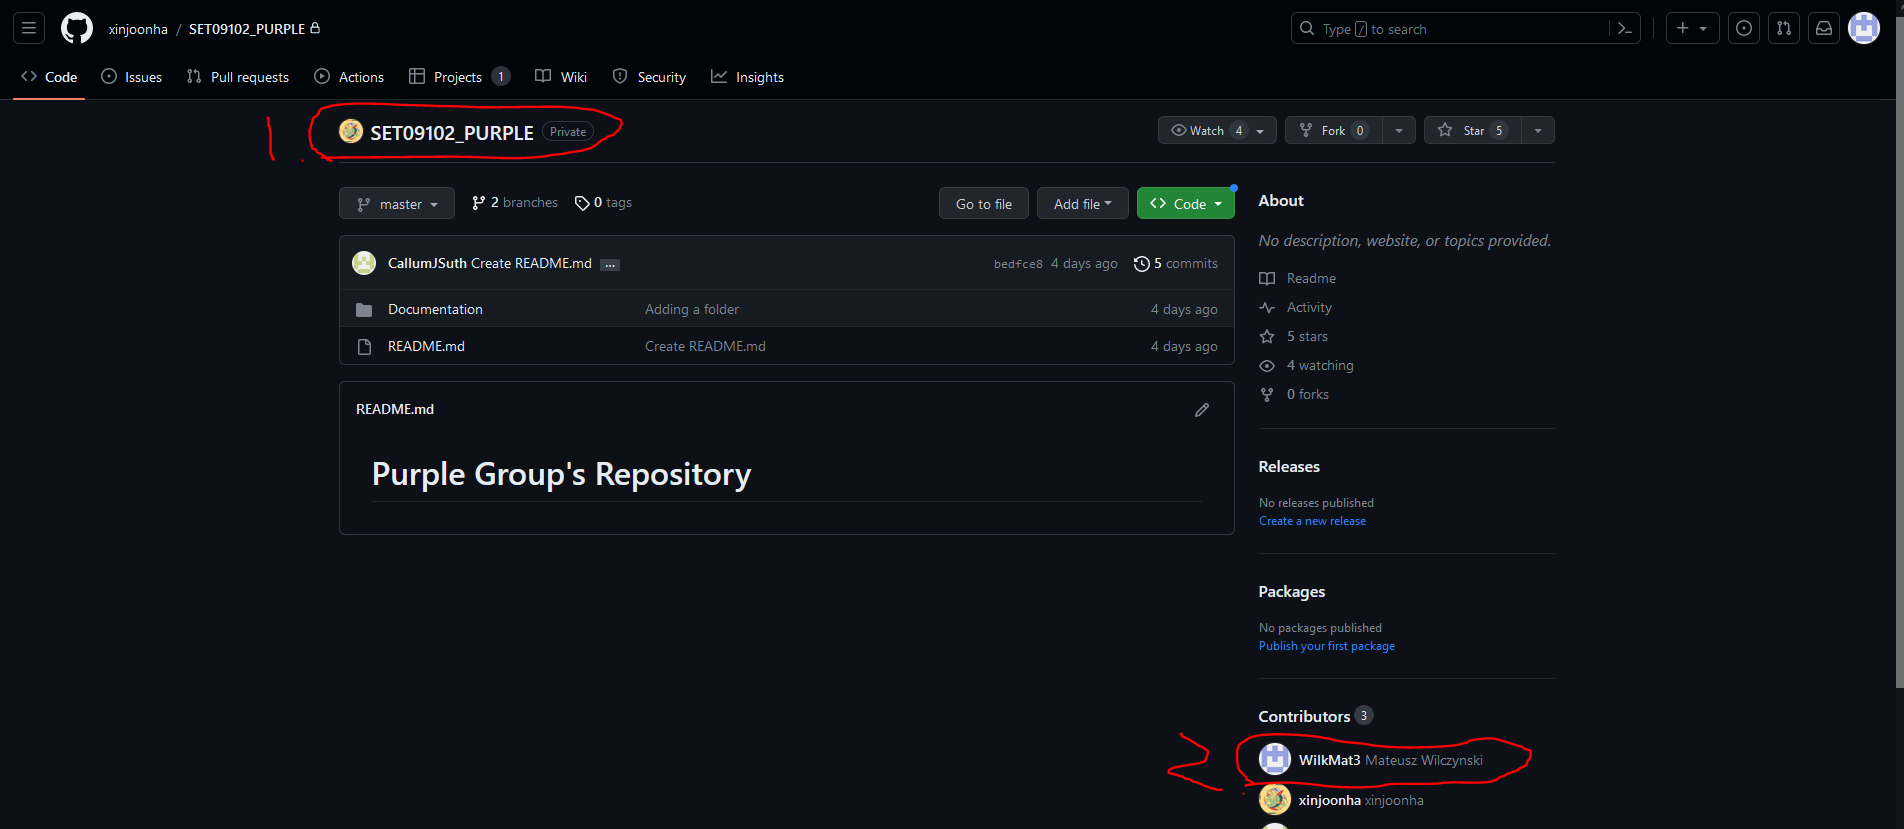 xinjoonha / SET09102_PURPLE
Type / to search
Code Issues Pull requests Actions Projects 1 Wiki Security Insights
1. SET09102_PURPLE Private
Watch 4 Fork 0 Star 5
master 2 branches 0 tags Go to file Add file Code
CallumJSuth Create README.md ... bedfce8 4 days ago 5 commits
Documentation Adding a folder 4 days ago
README.md Create README.md 4 days ago
README.md
Purple Group's Repository
About
No description, website, or topics provided.
Readme
Activity
5 stars
4 watching
0 forks
Releases
No releases published
Create a new release
Packages
No packages published
Publish your first package
Contributors 3
2. WilkMat3 Mateusz Wilczynski
xinjoonha xinjoonha